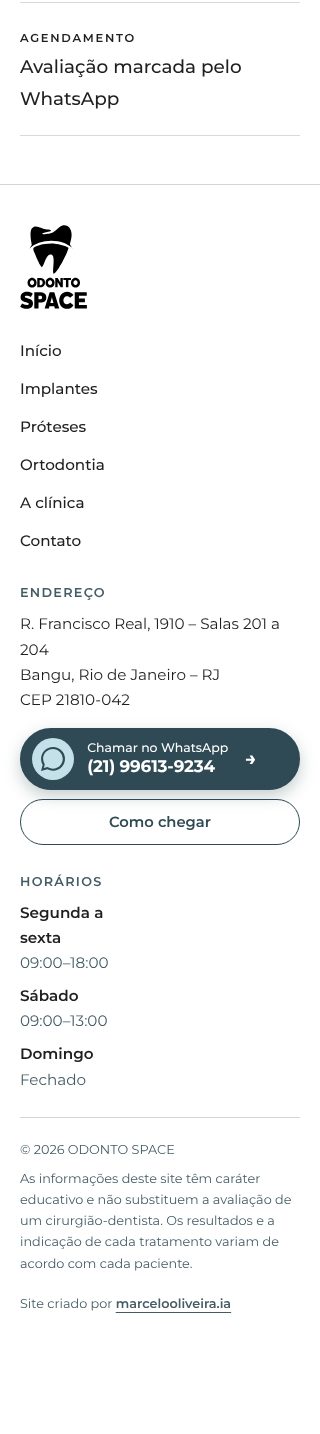 AGENDAMENTO
Avaliação marcada pelo
WhatsApp
ODONTO
SPACE
Início
Implantes
Próteses
Ortodontia
A clínica
Contato
ENDEREÇO
R. Francisco Real, 1910 – Salas 201 a
204
Bangu, Rio de Janeiro – RJ
CEP 21810-042
Chamar no WhatsApp
(21) 99613-9234
Como chegar
HORÁRIOS
Segunda a
sexta
09:00–18:00
Sábado
09:00–13:00
Domingo
Fechado
© 2026 ODONTO SPACE
As informações deste site têm caráter
educativo e não substituem a avaliação de
um cirurgião-dentista. Os resultados e a
indicação de cada tratamento variam de
acordo com cada paciente.
Site criado por marcelooliveira.ia